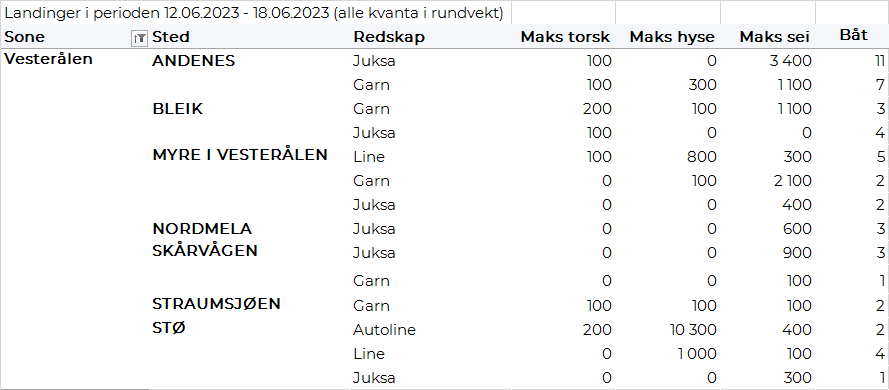 Landinger i perioden 12.06.2023 - 18.06.2023 (alle kvanta i rundvekt)
Sone Sted Redskap Maks torsk Maks hyse Maks sei Båt
Vesterålen ANDENES Juksa 100 0 3 400 11
Garn 100 300 1 100 7
BLEIK Garn 200 100 1 100 3
Juksa 100 0 0 4
MYRE I VESTERÅLEN Line 100 800 300 5
Garn 0 100 2 100 2
Juksa 0 0 400 2
NORDMELA Juksa 0 0 600 3
SKÅRVÅGEN Juksa 0 0 900 3
Garn 0 0 100 1
STRAUMSJØEN Garn 100 100 100 2
STØ Autoline 200 10 300 400 2
Line 0 1 000 100 4
Juksa 0 0 300 1